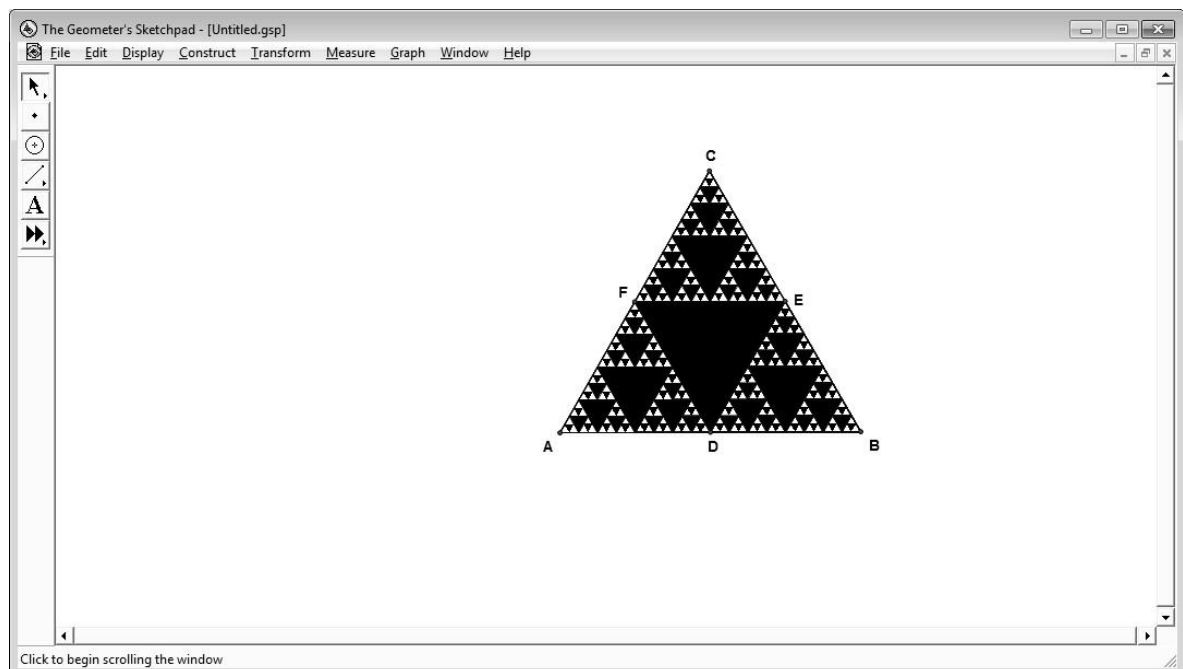 The Geometer's Sketchpad - [Untitled.gsp]
File Edit Display Construct Transform Measure Graph Window Help
A
C
F
E
A
D
B
Click to begin scrolling the window